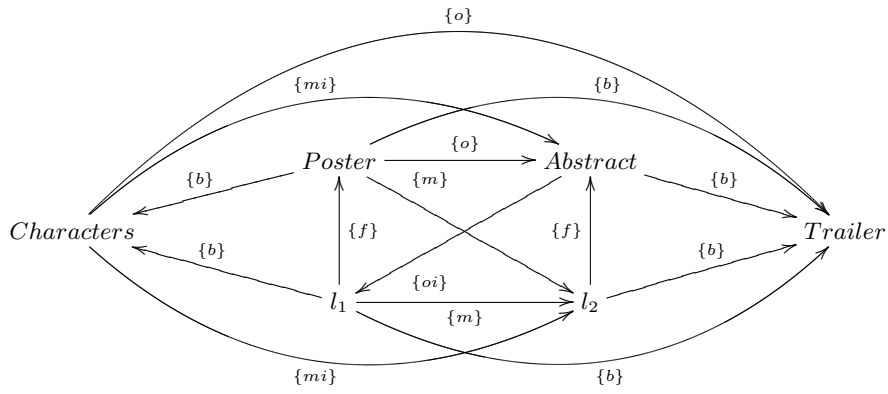 {o}
{mi} {b}
{o}
Poster Abstract
{b} {m} {b}
Characters {b} {f} {f} {b} Trailer
{oi}
l₁ l₂
{m}
{mi} {b}